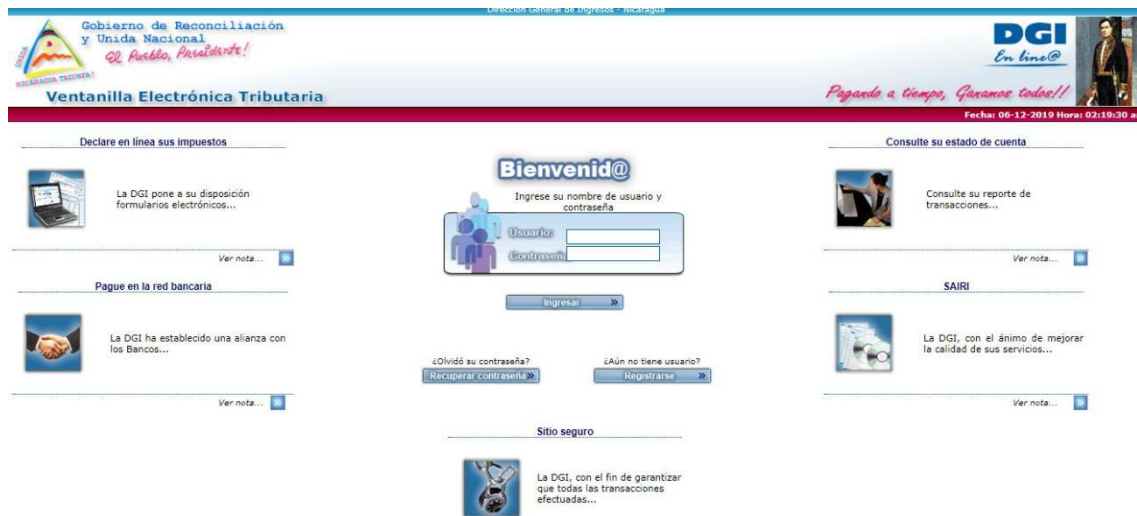 Dirección General de Ingresos - Nicaragua
Gobierno de Reconciliación
y Unida Nacional
El Pueblo, Presidente!
UNIDA
NICARAGUA TRIUNFA!
Ventanilla Electrónica Tributaria
DGI
En line@
Pagando a tiempo, Ganamos todos!!
Fecha: 06-12-2019 Hora: 02:19:30 a
Declare en línea sus impuestos
La DGI pone a su disposición
formularios electrónicos...
Ver nota...
Pague en la red bancaria
La DGI ha establecido una alianza con
los Bancos...
Ver nota...
Bienvenid@
Ingrese su nombre de usuario y
contraseña
Usuario:
Contraseña
Ingresar
¿Olvidó su contraseña?
Recuperar contraseña
¿Aún no tiene usuario?
Registrarse
Sitio seguro
La DGI, con el fin de garantizar
que todas las transacciones
efectuadas...
Consulte su estado de cuenta
Consulte su reporte de
transacciones...
Ver nota...
SAIRI
La DGI, con el ánimo de mejorar
la calidad de sus servicios...
Ver nota...